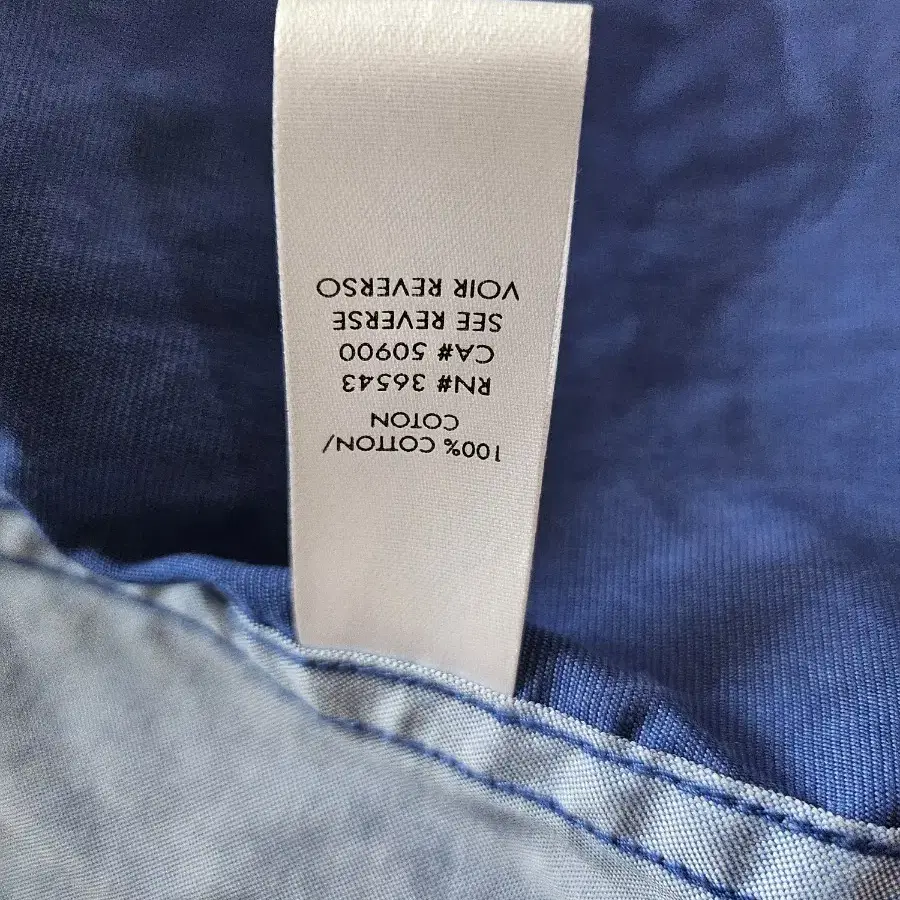 100% COTTON/
COTON
RN# 36543
CA# 50900
SEE REVERSE
VOIR REVERSO